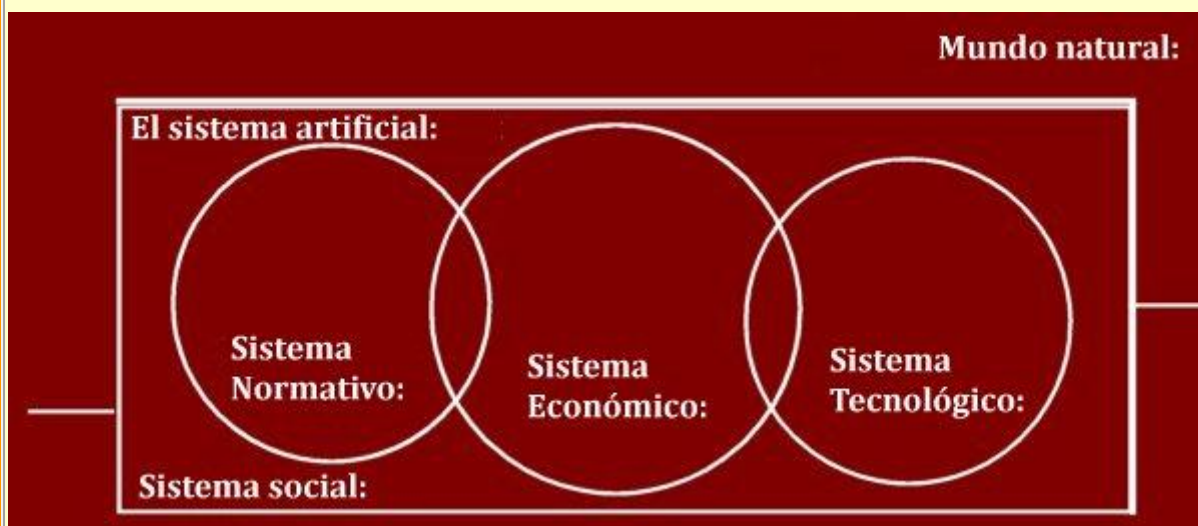 Mundo natural:
El sistema artificial:
Sistema
Normativo:
Sistema
Económico:
Sistema
Tecnológico:
Sistema social: